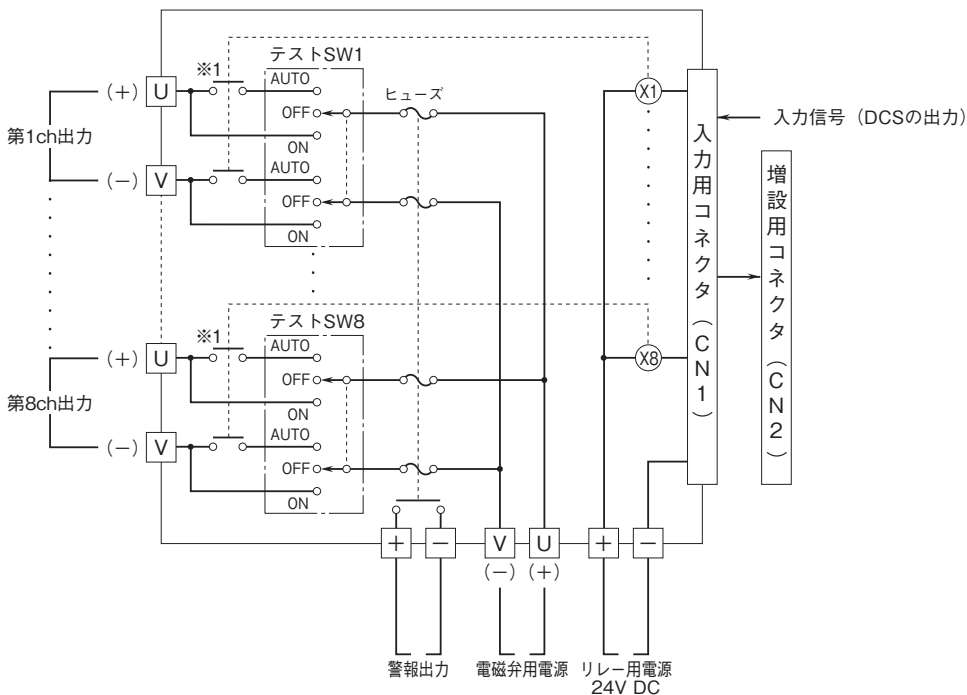 テストSW1
※1
AUTO
ヒューズ
X1
(+) U
OFF
入力信号（DCSの出力）
第1ch出力
ON
AUTO
(−) V
OFF
ON
入力用コネクタ（CN1）
増設用コネクタ（CN2）
テストSW8
※1
AUTO
(+) U
X8
OFF
第8ch出力
ON
AUTO
(−) V
OFF
ON
+ − V U + −
(−) (+)
警報出力 電磁弁用電源 リレー用電源
24V DC